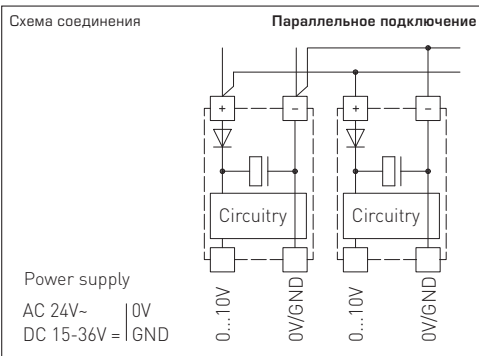 Схема соединения
Параллельное подключение
+ − + −
Circuitry Circuitry
Power supply
AC 24V~ 0V
DC 15-36V = GND
0...10V
0V/GND
0...10V
0V/GND